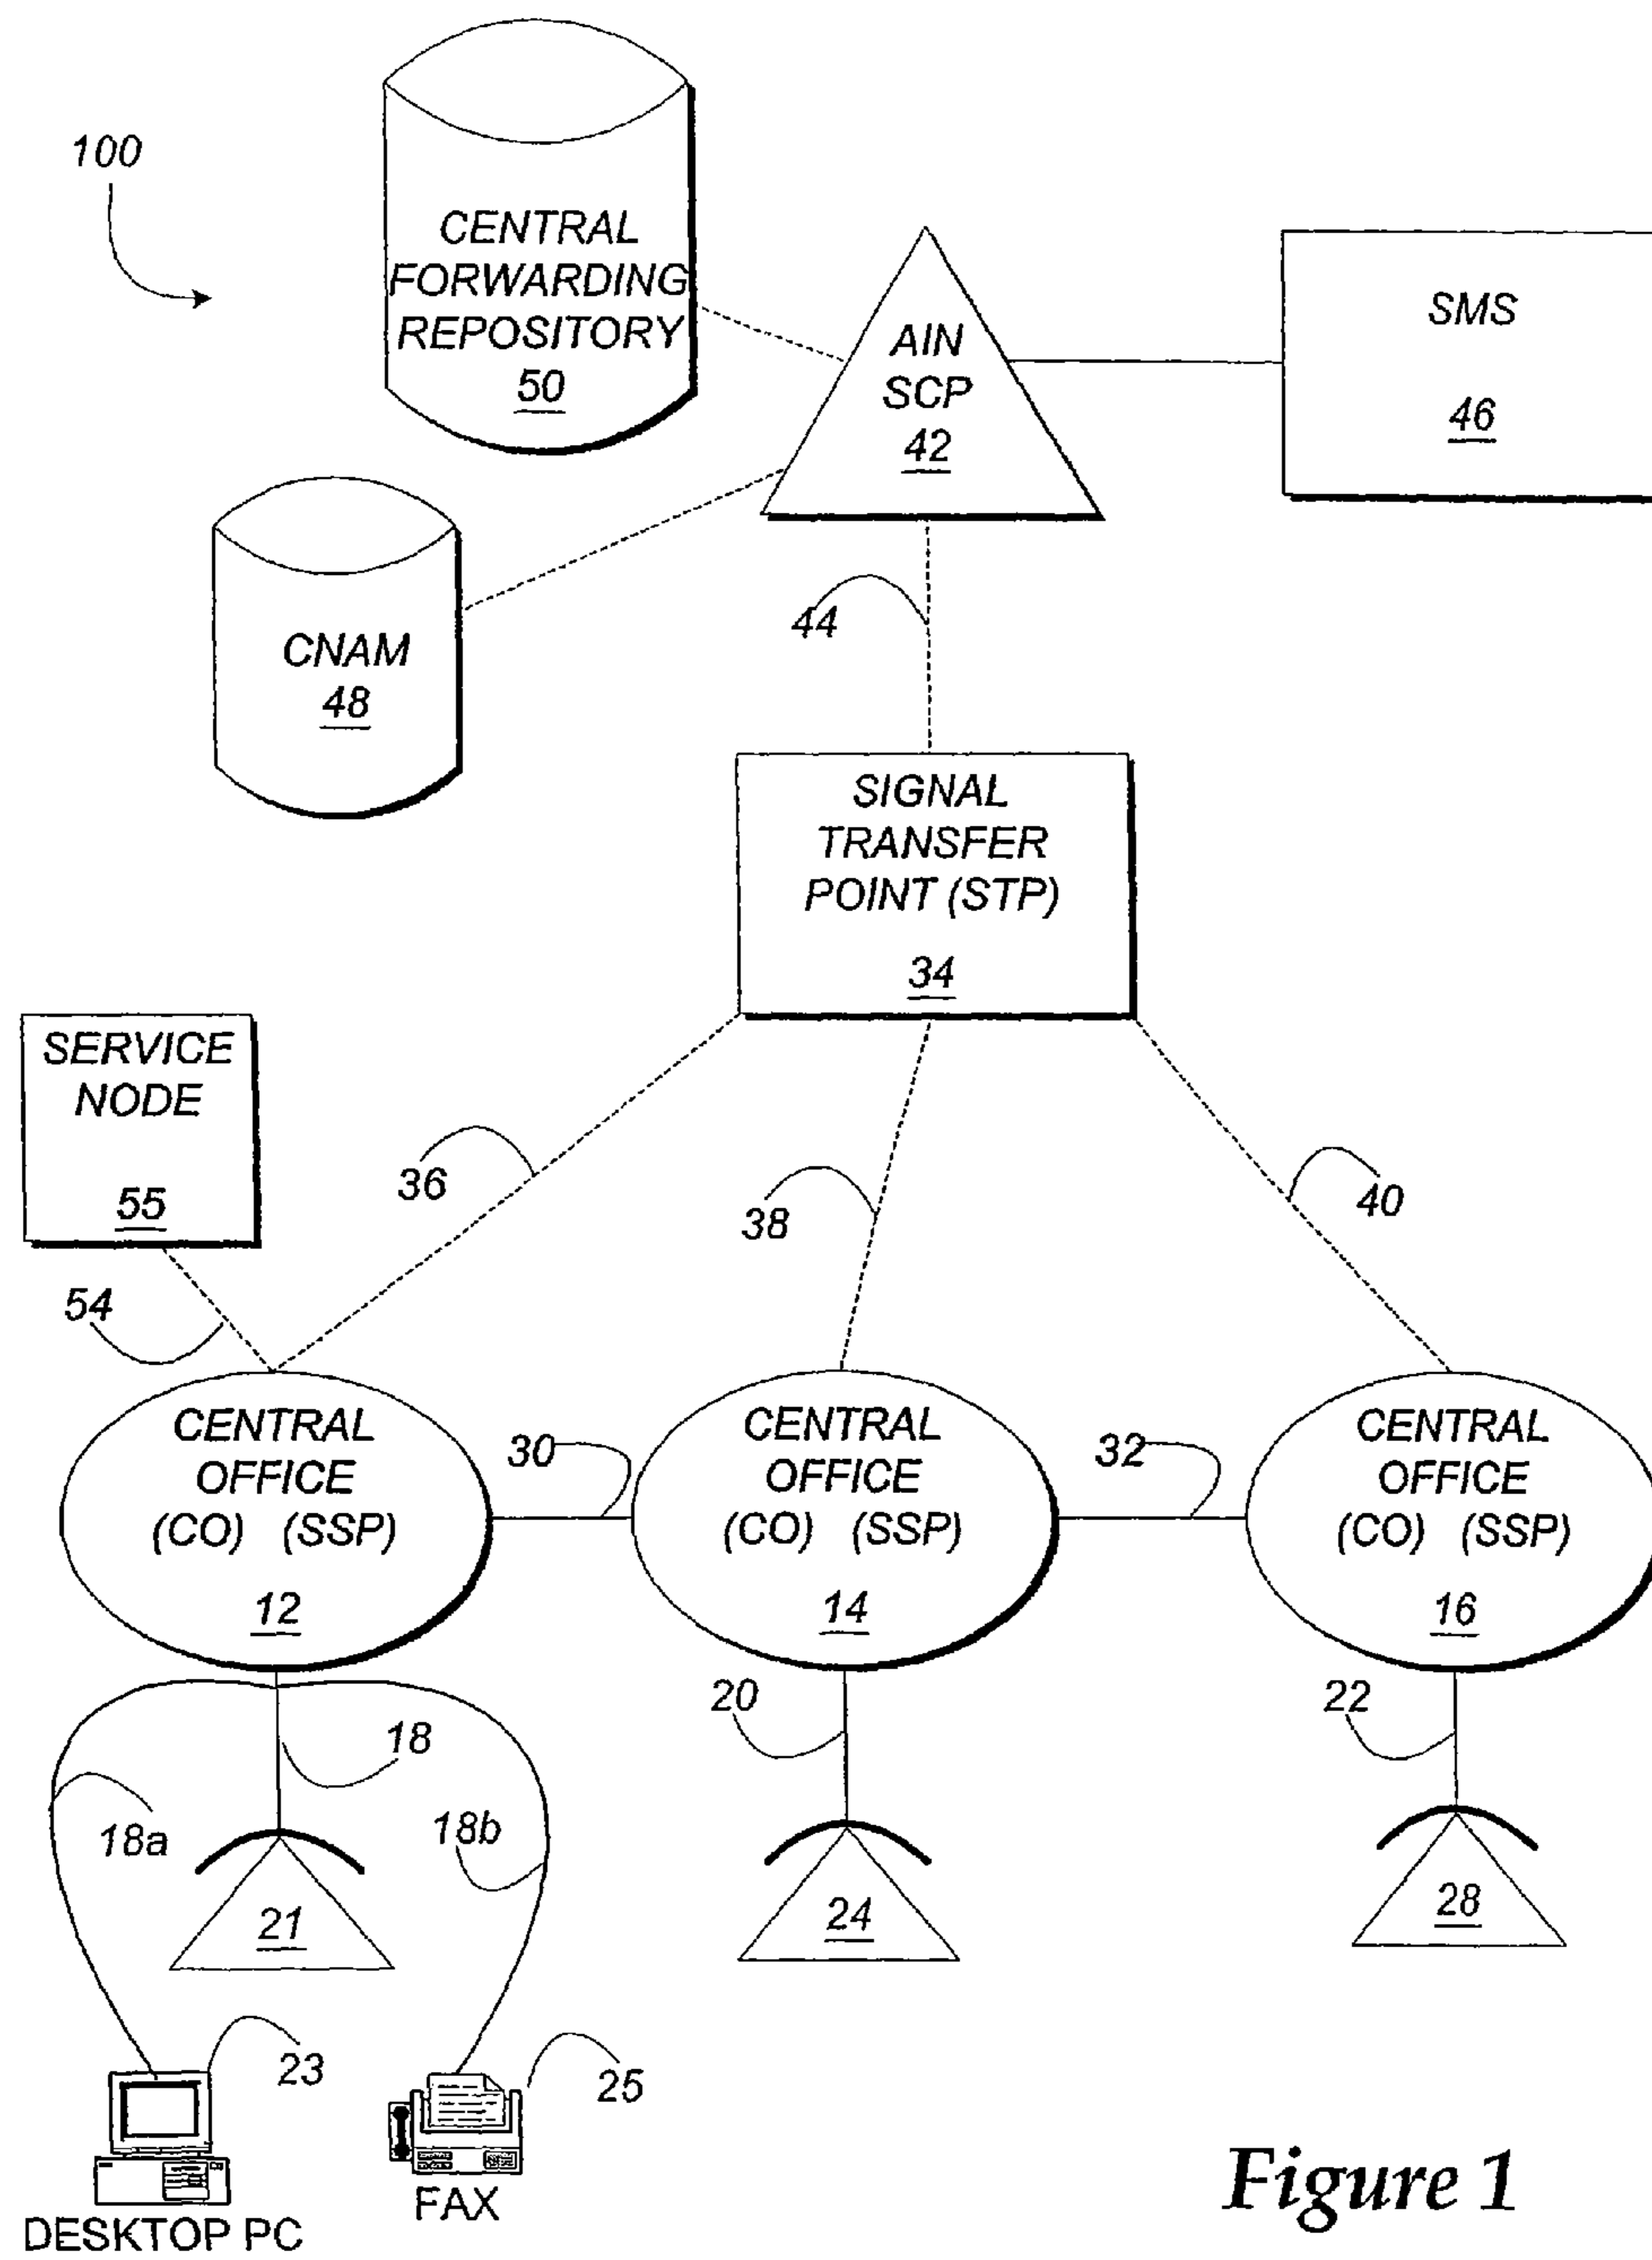 100
CENTRAL
FORWARDING
REPOSITORY
50
AIN
SCP
42
SMS
46
CNAM
48
44
SIGNAL
TRANSFER
POINT (STP)
34
SERVICE
NODE
55
36
38
40
54
CENTRAL
OFFICE
(CO) (SSP)
12
30
CENTRAL
OFFICE
(CO) (SSP)
14
32
CENTRAL
OFFICE
(CO) (SSP)
16
18
20
22
18a
18b
21
24
28
23
25
DESKTOP PC
FAX
Figure 1